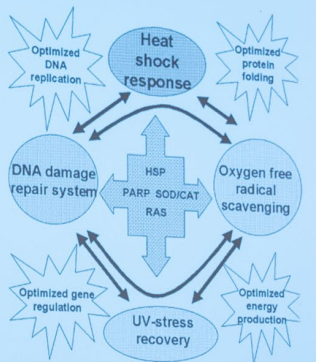 Optimized
DNA
replication
Heat
shock
response
Optimized
protein
folding
DNA damage
repair system
HSP
PARP SOD/CAT
RAS
Oxygen free
radical
scavenging
Optimized gene
regulation
UV-stress
recovery
Optimized
energy
production